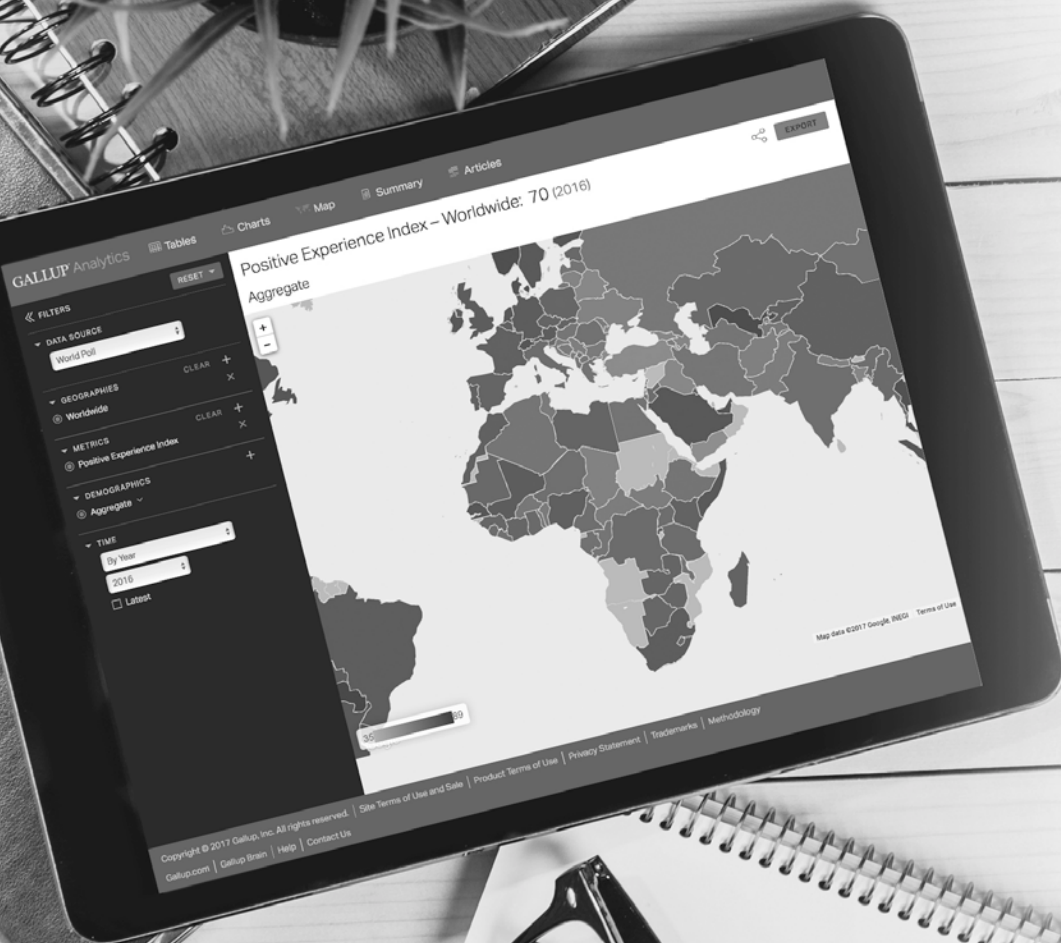 GALLUP Analytics
Tables
Charts
Map
Summary
Articles
FILTERS
RESET
DATA SOURCE
World Poll
GEOGRAPHIES
CLEAR
Worldwide
METRICS
CLEAR
Positive Experience Index
DEMOGRAPHICS
Aggregate
TIME
By Year
2016
Latest
Positive Experience Index – Worldwide: 70 (2016)
EXPORT
Aggregate
+
−
35
89
Map data ©2017 Google, INEGI
Terms of Use
Copyright © 2017 Gallup, Inc. All rights reserved. | Site Terms of Use and Sale | Product Terms of Use | Privacy Statement | Trademarks | Methodology
Gallup.com | Gallup Brain | Help | Contact Us